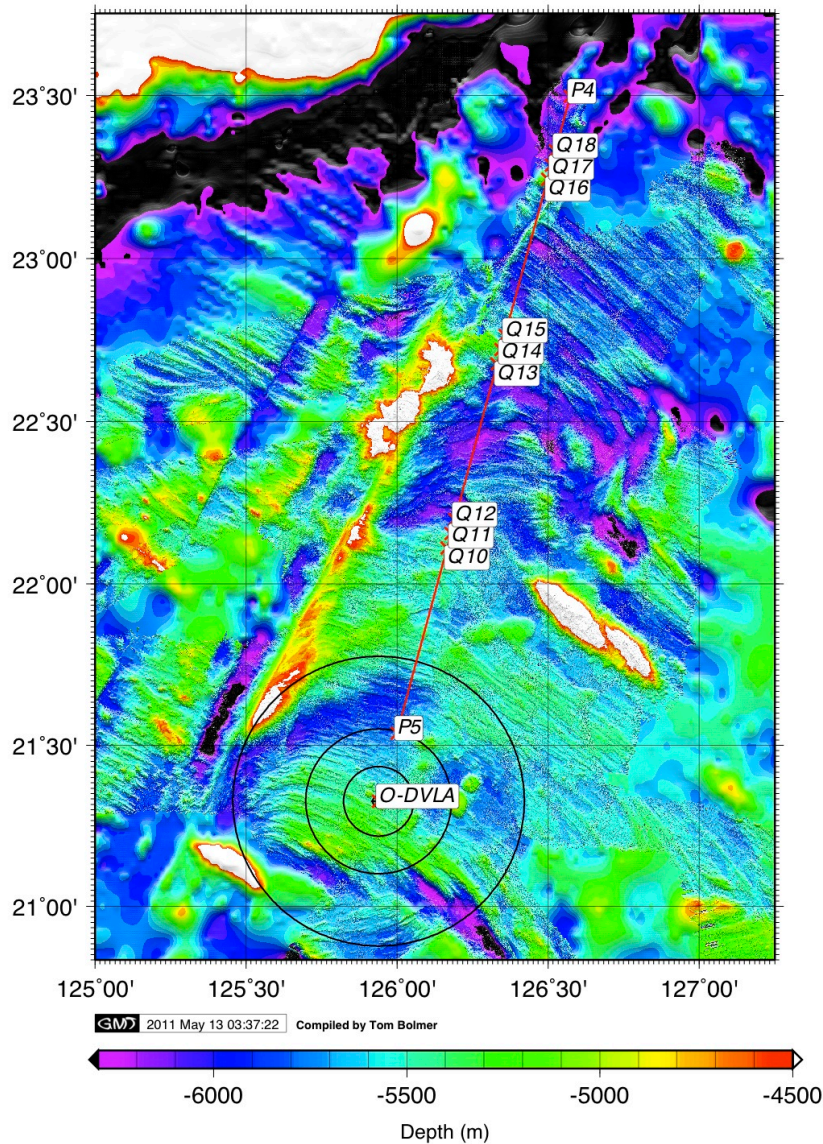 23˚30'
P4
Q18
Q17
Q16
23˚00'
Q15
Q14
Q13
22˚30'
Q12
Q11
Q10
22˚00'
P5
21˚30'
O-DVLA
21˚00'
125˚00' 125˚30' 126˚00' 126˚30' 127˚00'
GMT 2011 May 13 03:37:22 Compiled by Tom Bolmer
-6000 -5500 -5000 -4500
Depth (m)